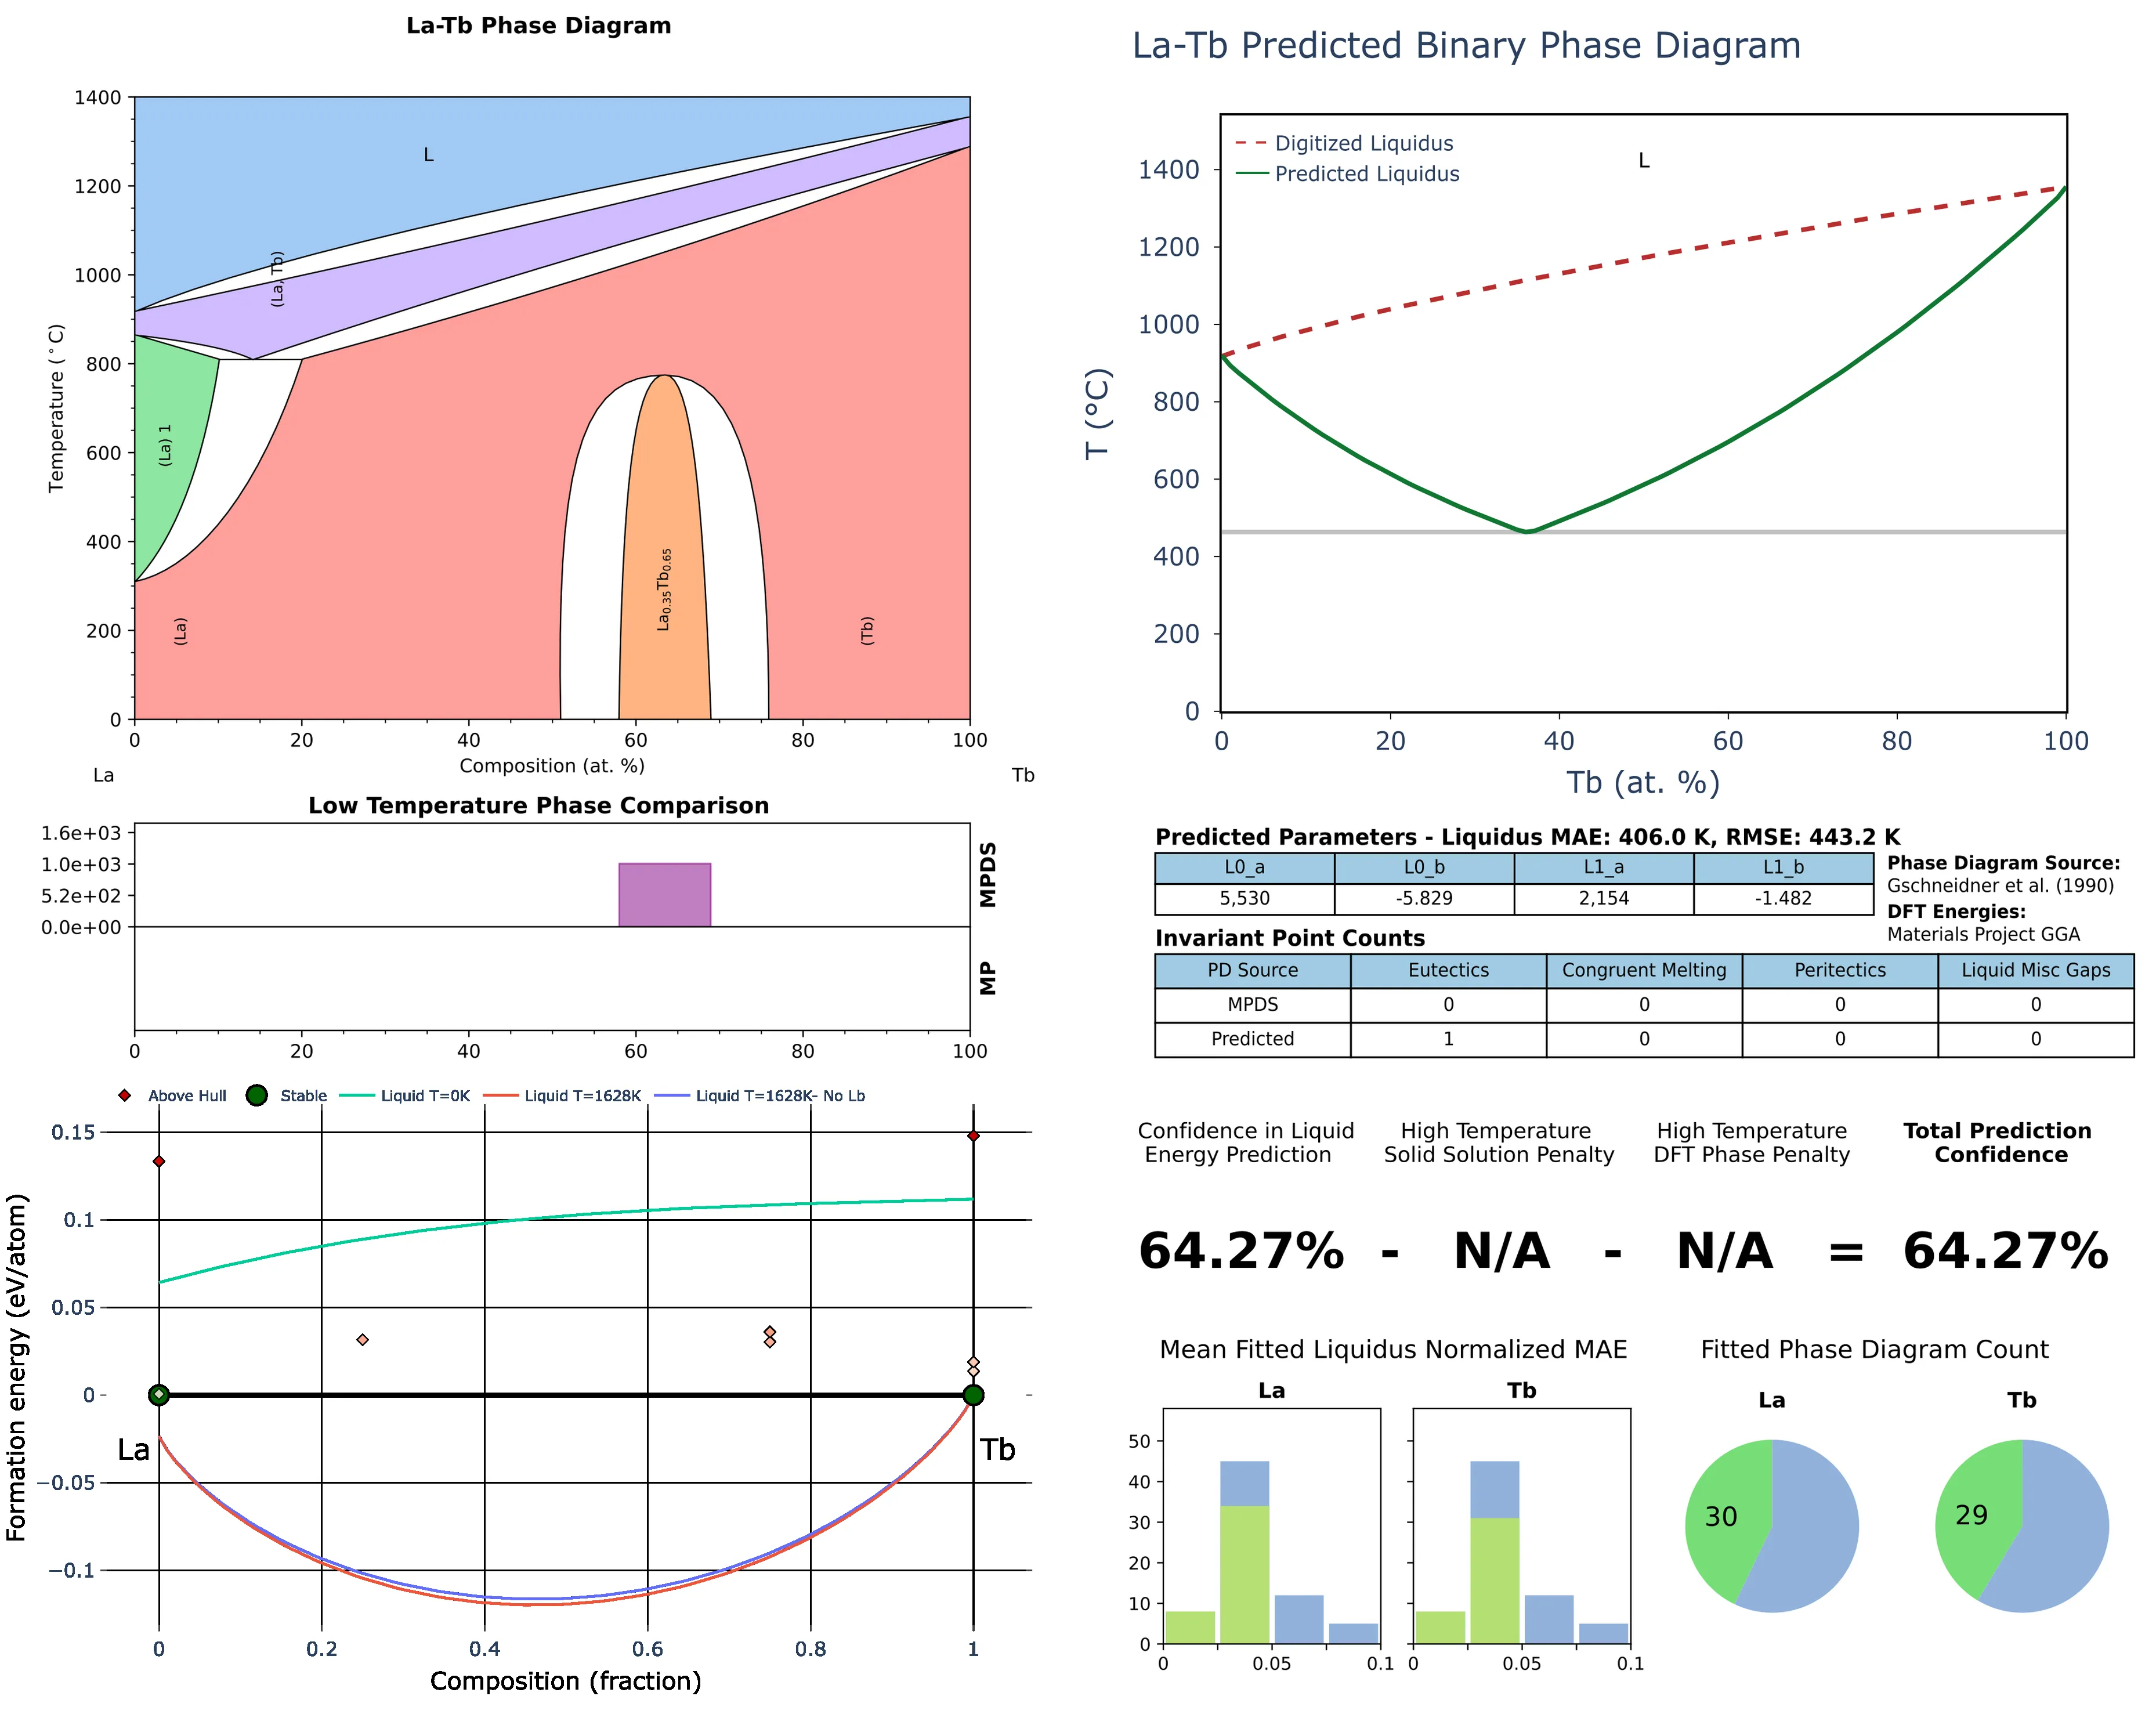 La-Tb Phase Diagram
1400
1200
1000
800
600
400
200
0
Temperature (°C)
L
(La, Tb)
(La) 1
(La)
La0.35Tb0.65
(Tb)
0 20 40 60 80 100
Composition (at. %)
La Tb
La-Tb Predicted Binary Phase Diagram
Digitized Liquidus
Predicted Liquidus
L
1400
1200
1000
800
600
400
200
0
T (°C)
0 20 40 60 80 100
Tb (at. %)
Low Temperature Phase Comparison
1.6e+03
1.0e+03
5.2e+02
0.0e+00
MPDS
MP
0 20 40 60 80 100
Predicted Parameters - Liquidus MAE: 406.0 K, RMSE: 443.2 K
L0_a L0_b L1_a L1_b
5,530 -5.829 2,154 -1.482
Phase Diagram Source:
Gschneidner et al. (1990)
DFT Energies:
Materials Project GGA
Invariant Point Counts
PD Source Eutectics Congruent Melting Peritectics Liquid Misc Gaps
MPDS 0 0 0 0
Predicted 1 0 0 0
Above Hull Stable Liquid T=0K Liquid T=1628K Liquid T=1628K- No Lb
0.15
0.1
0.05
0
−0.05
−0.1
Formation energy (eV/atom)
La Tb
0 0.2 0.4 0.6 0.8 1
Composition (fraction)
Confidence in Liquid
Energy Prediction
High Temperature
Solid Solution Penalty
High Temperature
DFT Phase Penalty
Total Prediction
Confidence
64.27% - N/A - N/A = 64.27%
Mean Fitted Liquidus Normalized MAE
La Tb
50
40
30
20
10
0
0 0.05 0.1
0 0.05 0.1
Fitted Phase Diagram Count
La Tb
30 29